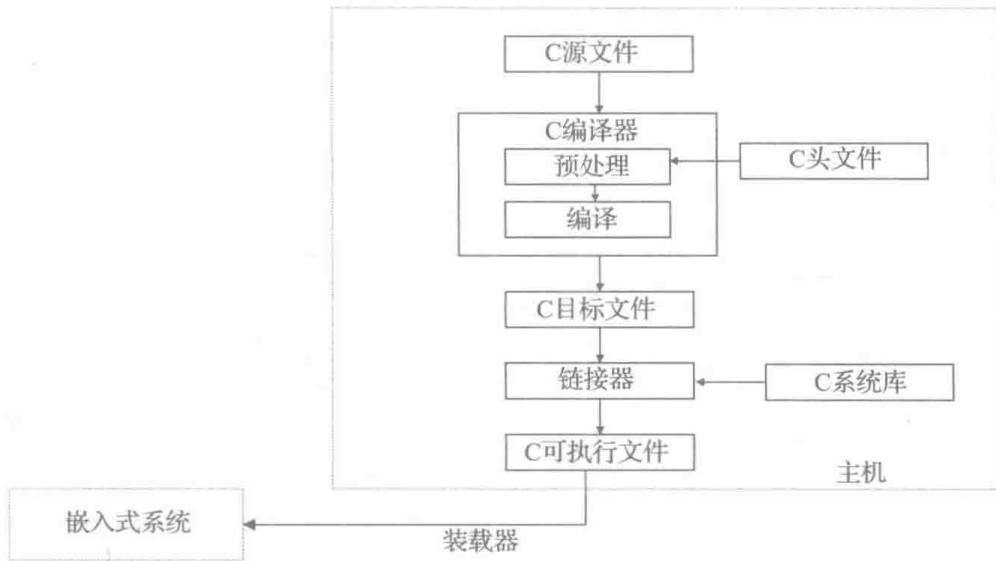 C源文件
C编译器
预处理
C头文件
编译
C目标文件
链接器
C系统库
C可执行文件
主机
嵌入式系统
装载器